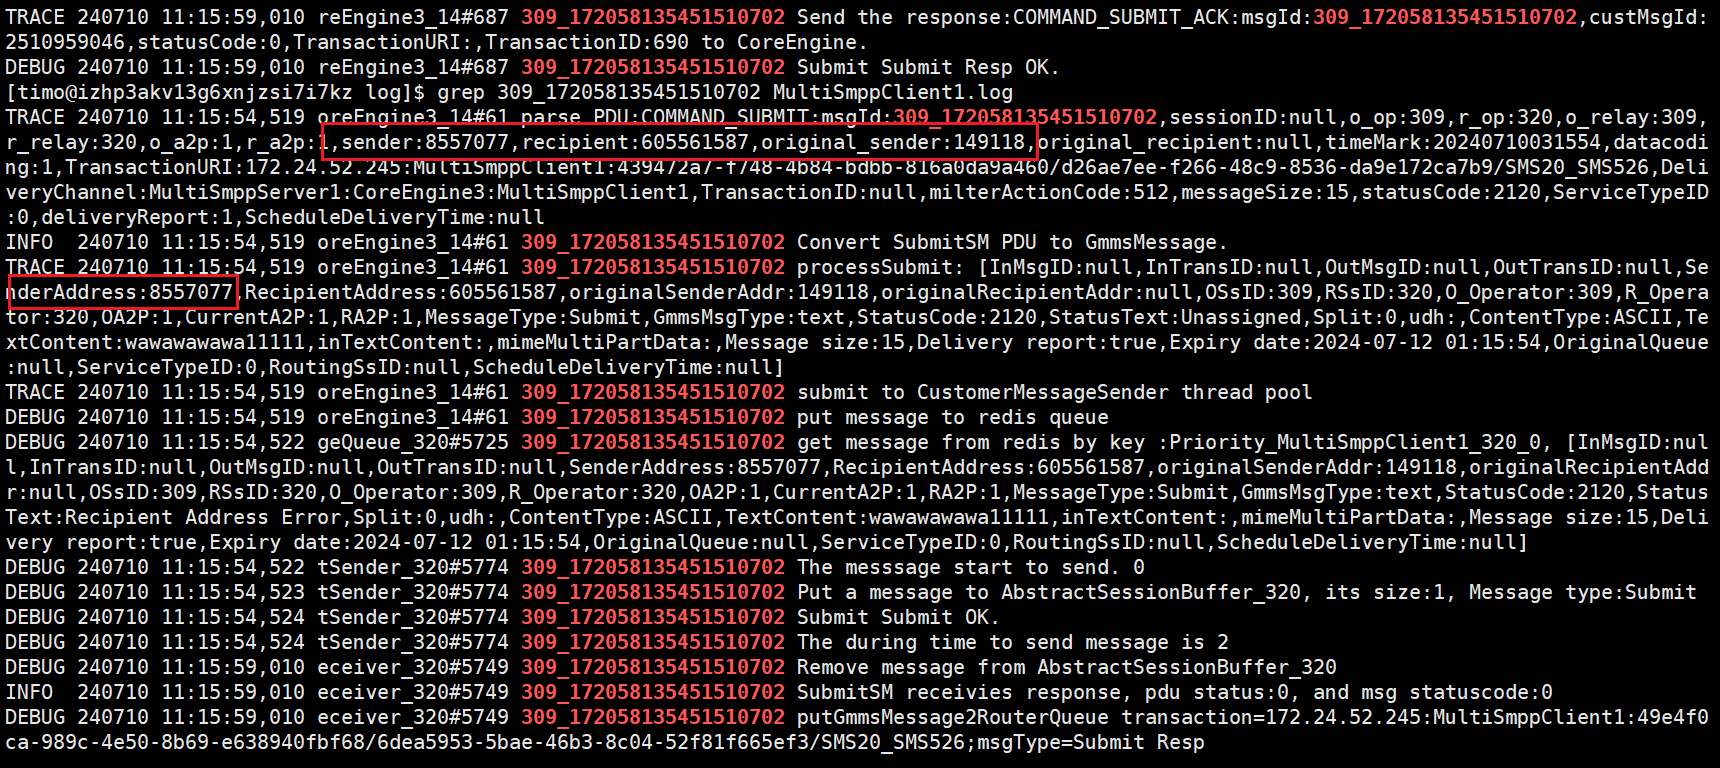 TRACE 240710 11:15:59,010 reEngine3_14#687 309_172058135451510702 Send the response:COMMAND_SUBMIT_ACK:msgId:309_172058135451510702,custMsgId:
2510959046,statusCode:0,TransactionURI:,TransactionID:690 to CoreEngine.
DEBUG 240710 11:15:59,010 reEngine3_14#687 309_172058135451510702 Submit Submit Resp OK.
[timo@izhp3akv13g6xnjzsi7i7kz log]$ grep 309_172058135451510702 MultiSmppClient1.log
TRACE 240710 11:15:54,519 oreEngine3_14#61 parse PDU:COMMAND_SUBMIT:msgId:309_172058135451510702,sessionID:null,o_op:309,r_op:320,o_relay:309,
r_relay:320,o_a2p:1,r_a2p:1,sender:8557077,recipient:605561587,original_sender:149118,original_recipient:null,timeMark:20240710031554,datacodi
ng:1,TransactionURI:172.24.52.245:MultiSmppClient1:439472a7-f748-4b84-bdbb-816a0da9a460/d26ae7ee-f266-48c9-8536-da9e172ca7b9/SMS20_SMS526,Deli
veryChannel:MultiSmppServer1:CoreEngine3:MultiSmppClient1,TransactionID:null,milterActionCode:512,messageSize:15,statusCode:2120,ServiceTypeID
:0,deliveryReport:1,ScheduleDeliveryTime:null
INFO  240710 11:15:54,519 oreEngine3_14#61 309_172058135451510702 Convert SubmitSM PDU to GmmsMessage.
TRACE 240710 11:15:54,519 oreEngine3_14#61 309_172058135451510702 processSubmit: [InMsgID:null,InTransID:null,OutMsgID:null,OutTransID:null,Se
nderAddress:8557077,RecipientAddress:605561587,originalSenderAddr:149118,originalRecipientAddr:null,OSsID:309,RSsID:320,O_Operator:309,R_Opera
tor:320,OA2P:1,CurrentA2P:1,RA2P:1,MessageType:Submit,GmmsMsgType:text,StatusCode:2120,StatusText:Unassigned,Split:0,udh:,ContentType:ASCII,Te
xtContent:wawawawawa11111,inTextContent:,mimeMultiPartData:,Message size:15,Delivery report:true,Expiry date:2024-07-12 01:15:54,OriginalQueue
:null,ServiceTypeID:0,RoutingSsID:null,ScheduleDeliveryTime:null]
TRACE 240710 11:15:54,519 oreEngine3_14#61 309_172058135451510702 submit to CustomerMessageSender thread pool
DEBUG 240710 11:15:54,519 oreEngine3_14#61 309_172058135451510702 put message to redis queue
DEBUG 240710 11:15:54,522 geQueue_320#5725 309_172058135451510702 get message from redis by key :Priority_MultiSmppClient1_320_0, [InMsgID:nul
l,InTransID:null,OutMsgID:null,OutTransID:null,SenderAddress:8557077,RecipientAddress:605561587,originalSenderAddr:149118,originalRecipientAdd
r:null,OSsID:309,RSsID:320,O_Operator:309,R_Operator:320,OA2P:1,CurrentA2P:1,RA2P:1,MessageType:Submit,GmmsMsgType:text,StatusCode:2120,Status
Text:Recipient Address Error,Split:0,udh:,ContentType:ASCII,TextContent:wawawawawa11111,inTextContent:,mimeMultiPartData:,Message size:15,Deli
very report:true,Expiry date:2024-07-12 01:15:54,OriginalQueue:null,ServiceTypeID:0,RoutingSsID:null,ScheduleDeliveryTime:null]
DEBUG 240710 11:15:54,522 tSender_320#5774 309_172058135451510702 The messsage start to send. 0
DEBUG 240710 11:15:54,523 tSender_320#5774 309_172058135451510702 Put a message to AbstractSessionBuffer_320, its size:1, Message type:Submit
DEBUG 240710 11:15:54,524 tSender_320#5774 309_172058135451510702 Submit Submit OK.
DEBUG 240710 11:15:54,524 tSender_320#5774 309_172058135451510702 The during time to send message is 2
DEBUG 240710 11:15:59,010 eceiver_320#5749 309_172058135451510702 Remove message from AbstractSessionBuffer_320
INFO  240710 11:15:59,010 eceiver_320#5749 309_172058135451510702 SubmitSM receivies response, pdu status:0, and msg statuscode:0
DEBUG 240710 11:15:59,010 eceiver_320#5749 309_172058135451510702 putGmmsMessage2RouterQueue transaction=172.24.52.245:MultiSmppClient1:49e4f0
ca-989c-4e50-8b69-e638940fbf68/6dea5953-5bae-46b3-8c04-52f81f665ef3/SMS20_SMS526;msgType=Submit Resp